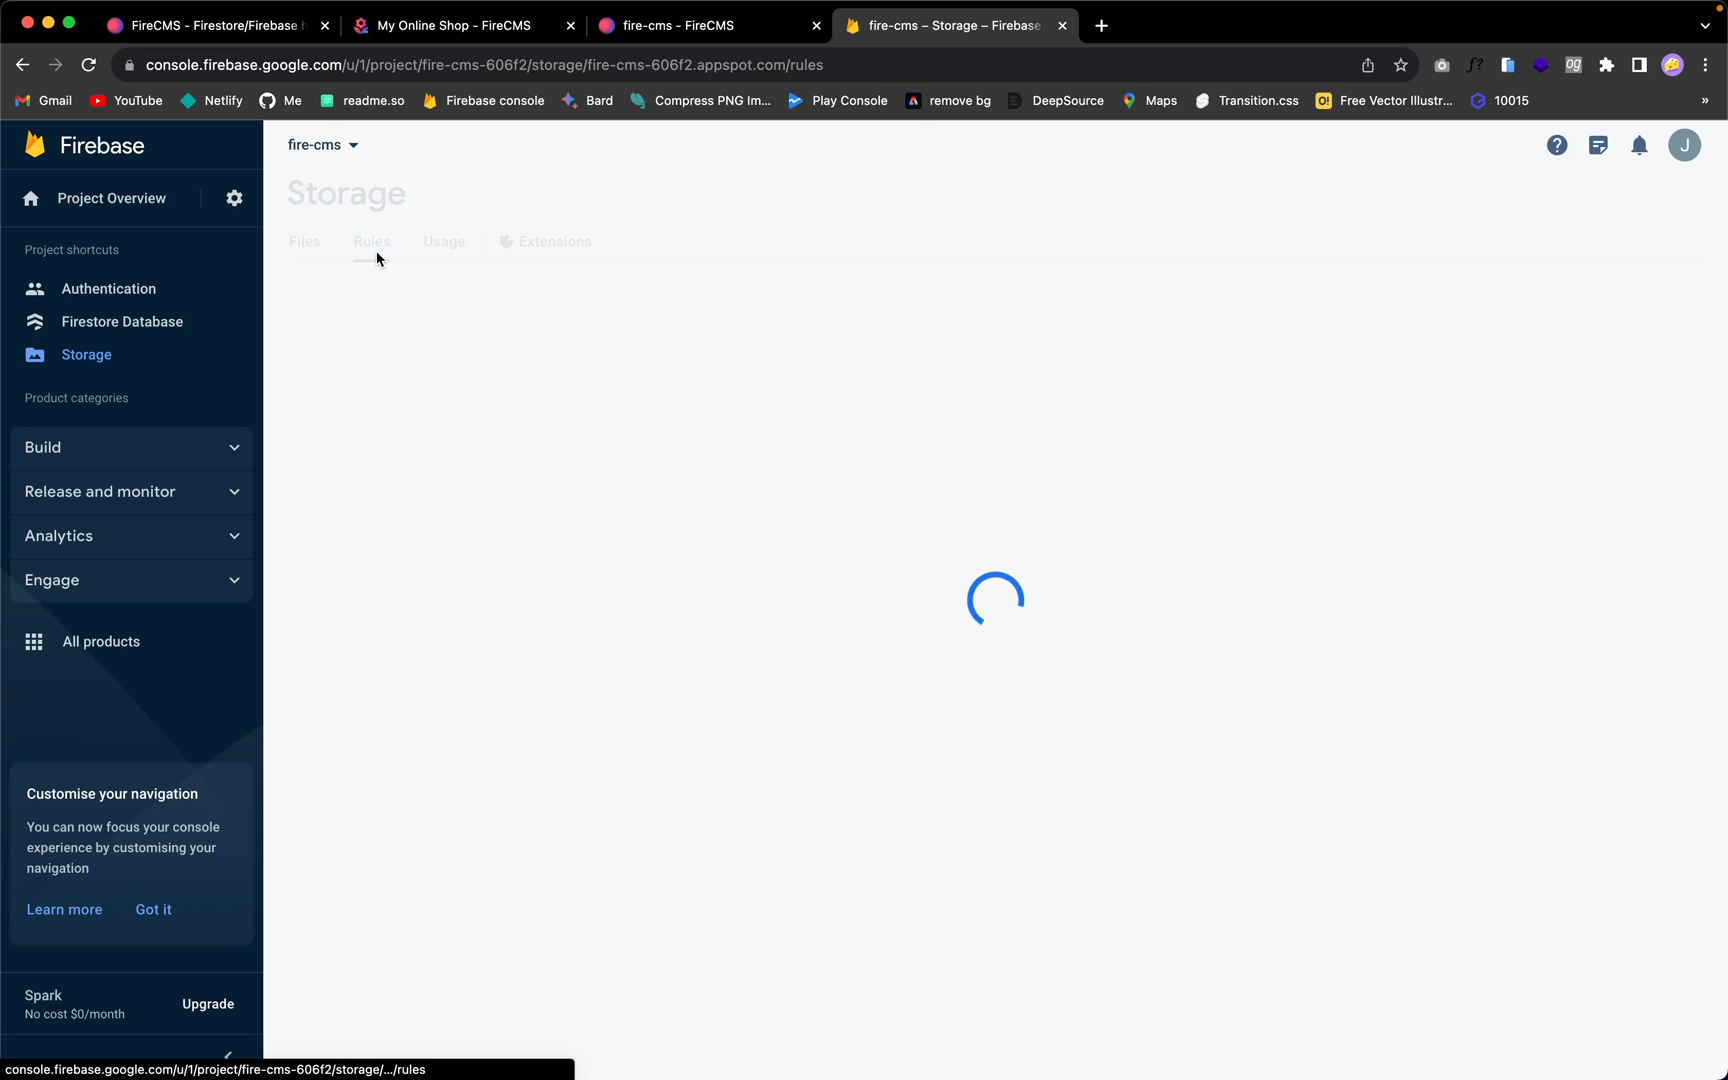 FireCMS - Firestore/Firebase h
My Online Shop - FireCMS
fire-cms - FireCMS
fire-cms – Storage – Firebase
console.firebase.google.com/u/1/project/fire-cms-606f2/storage/fire-cms-606f2.appspot.com/rules
f?
og
Gmail
YouTube
Netlify
Me
readme.so
Firebase console
Bard
Compress PNG Im...
Play Console
remove bg
DeepSource
Maps
Transition.css
O!
Free Vector Illustr...
10015
»
Firebase
fire-cms
J
Project Overview
Storage
Files
Rules
Usage
Extensions
Project shortcuts
Authentication
Firestore Database
Storage
Product categories
Build
Release and monitor
Analytics
Engage
All products
Customise your navigation
You can now focus your console
experience by customising your
navigation
Learn more
Got it
Spark
No cost $0/month
Upgrade
console.firebase.google.com/u/1/project/fire-cms-606f2/storage/.../rules